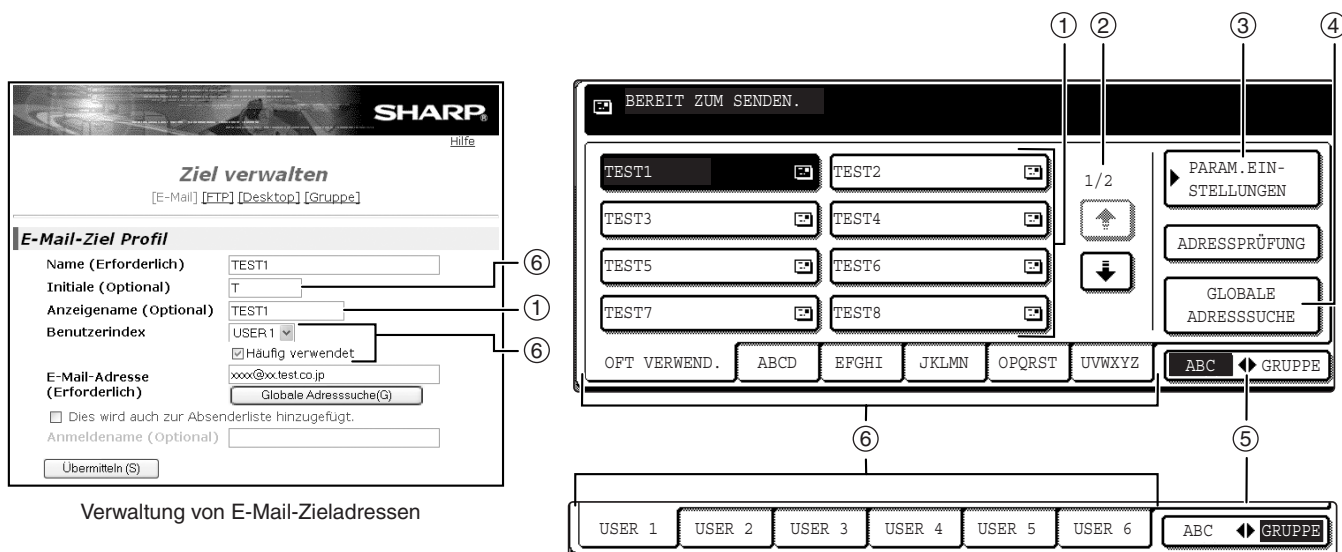 ① ② ③ ④
SHARP®
Hilfe
Ziel verwalten
[E-Mail] [FTP] [Desktop] [Gruppe]
E-Mail-Ziel Profil
Name (Erforderlich) TEST1
Initiale (Optional) T ⑥
Anzeigename (Optional) TEST1 ①
Benutzerindex USER 1
Häufig verwendet ⑥
E-Mail-Adresse xxxx@xx.test.co.jp
(Erforderlich) Globale Adresssuche(G)
Dies wird auch zur Absenderliste hinzugefügt.
Anmeldename (Optional)
Übermitteln (S)
Verwaltung von E-Mail-Zieladressen
BEREIT ZUM SENDEN.
TEST1 TEST2
TEST3 TEST4
TEST5 TEST6
TEST7 TEST8
1/2
PARAM.EIN-
STELLUNGEN
ADRESSPRÜFUNG
GLOBALE
ADRESSSUCHE
OFT VERWEND. ABCD EFGHI JKLMN OPQRST UVWXYZ ABC GRUPPE
⑥ ⑤
USER 1 USER 2 USER 3 USER 4 USER 5 USER 6 ABC GRUPPE